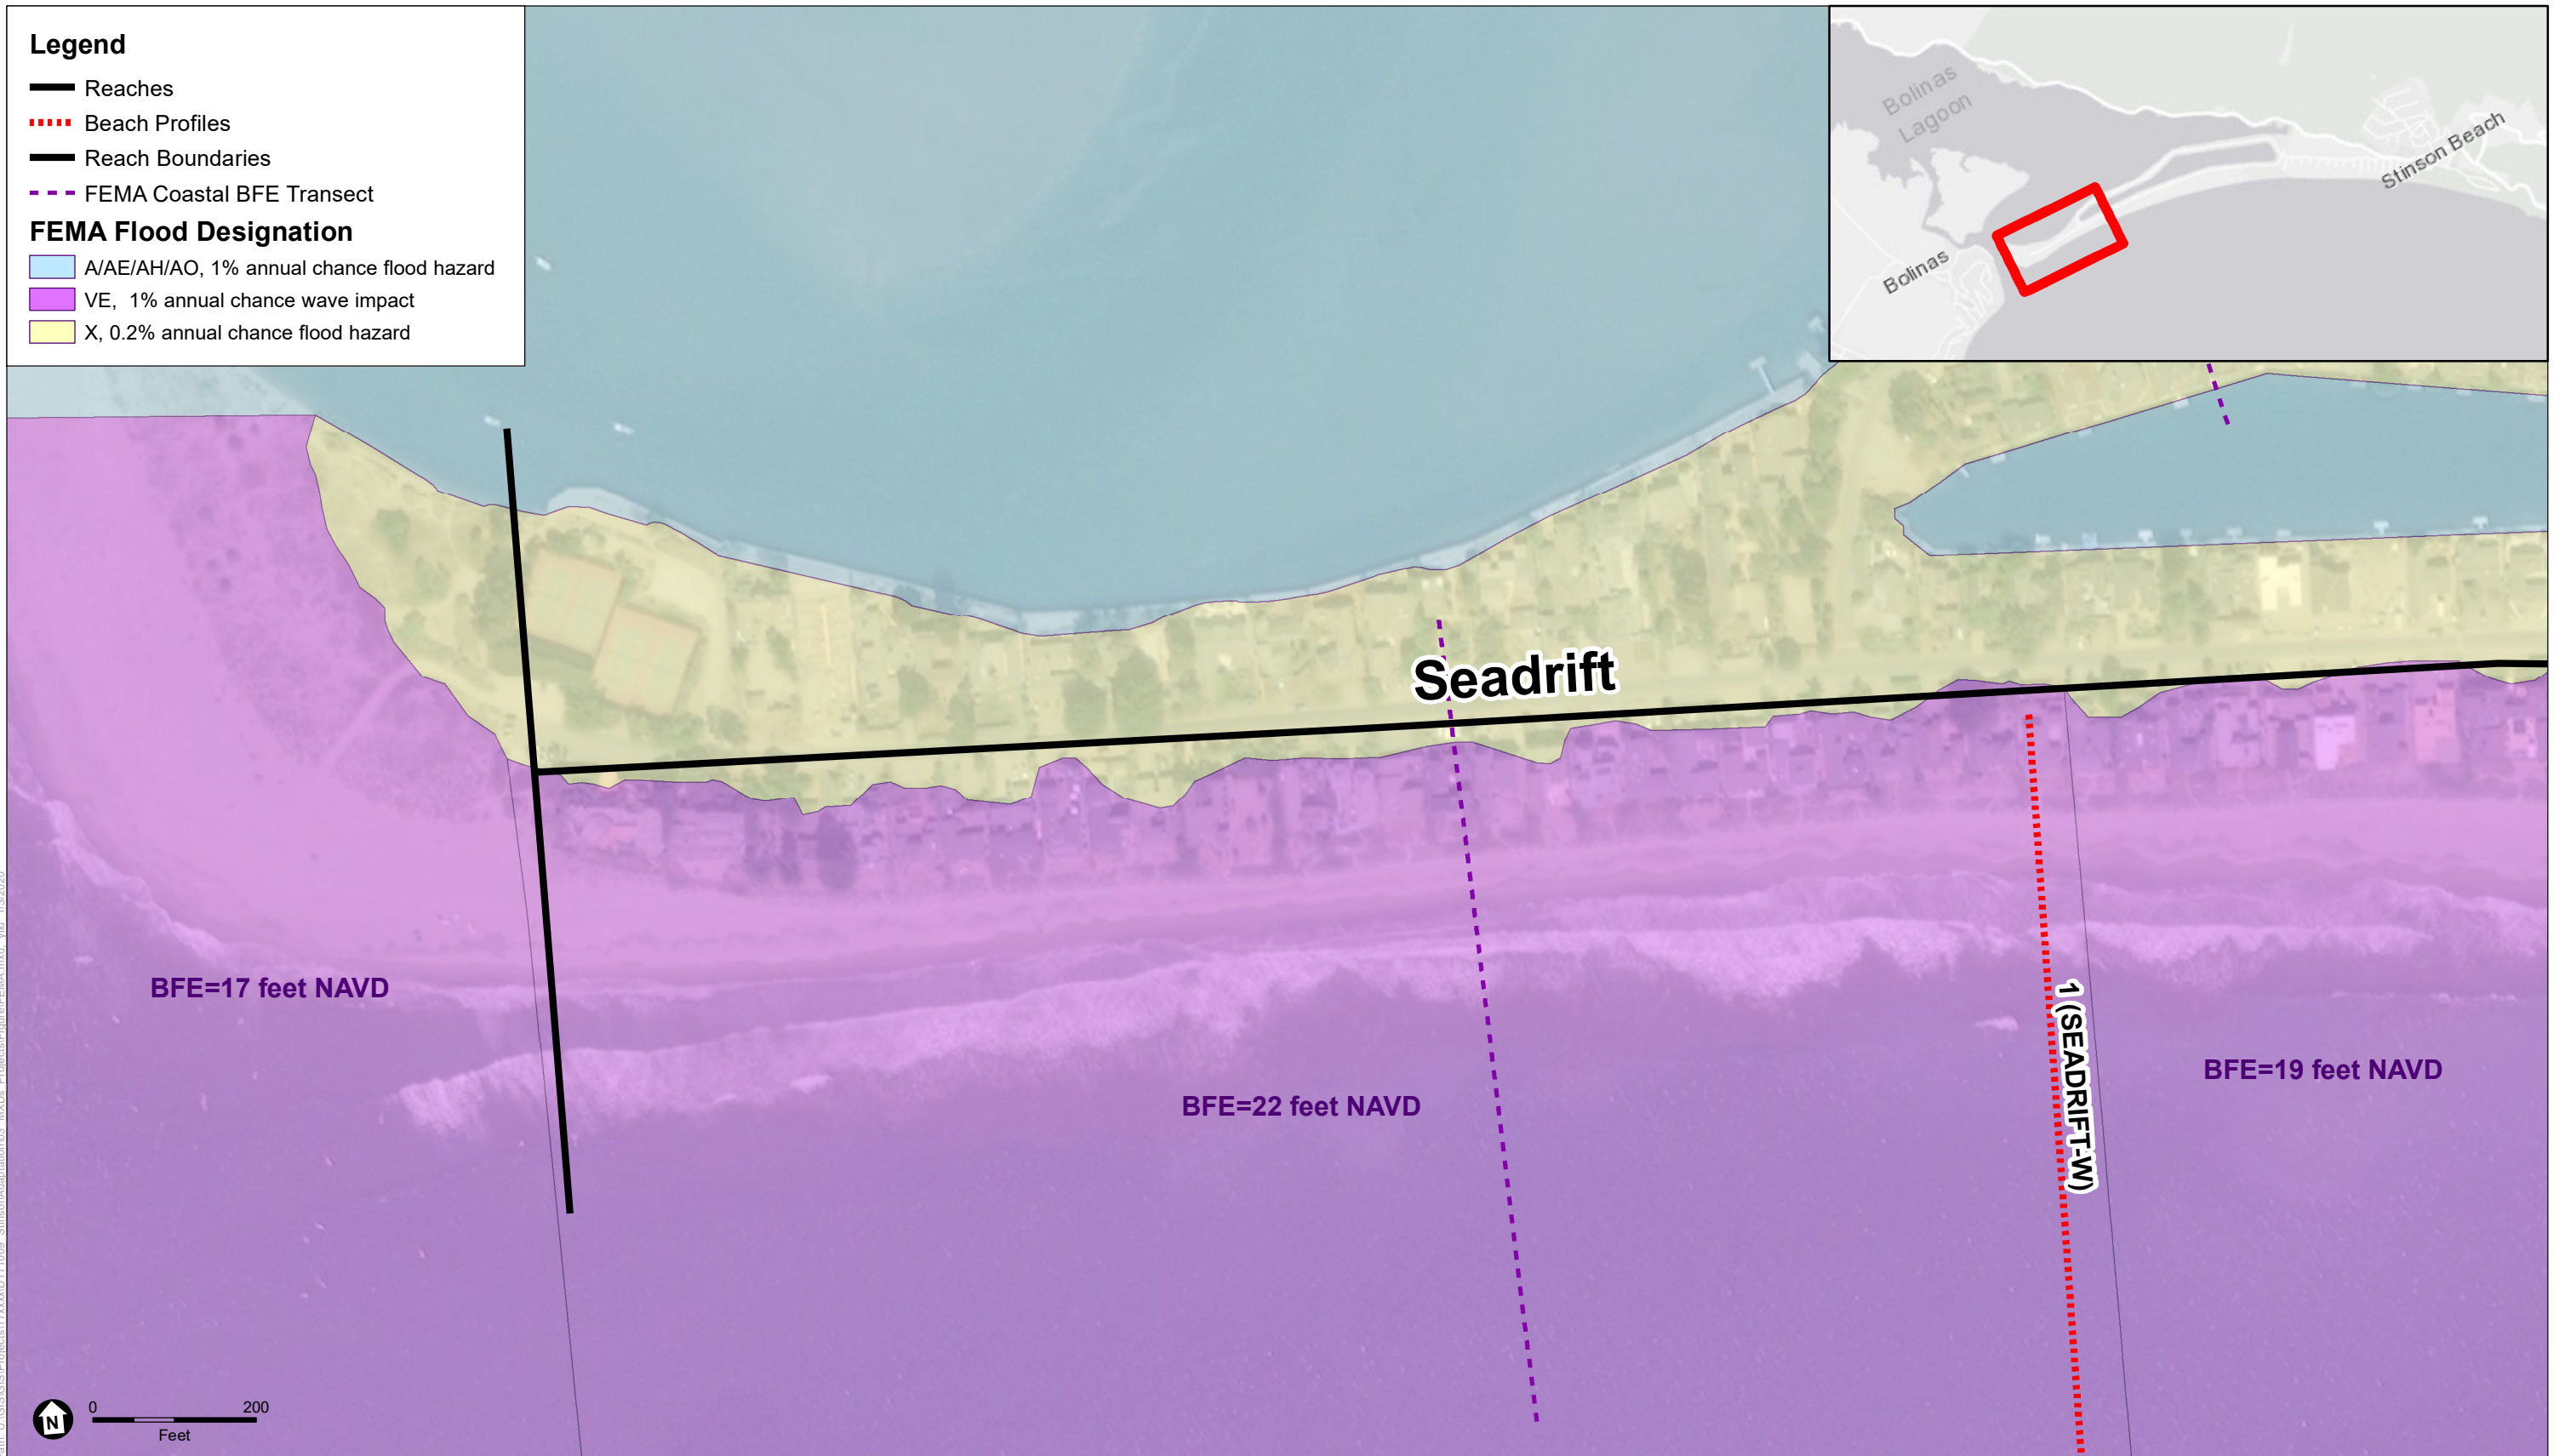 Legend
Reaches
Beach Profiles
Reach Boundaries
FEMA Coastal BFE Transect
FEMA Flood Designation
A/AE/AH/AO, 1% annual chance flood hazard
VE,  1% annual chance wave impact
X, 0.2% annual chance flood hazard
Bolinas
Lagoon
Stinson Beach
Bolinas
Seadrift
BFE=17 feet NAVD
BFE=22 feet NAVD
1 (SEADRIFT-W)
BFE=19 feet NAVD
N
0 200
Feet